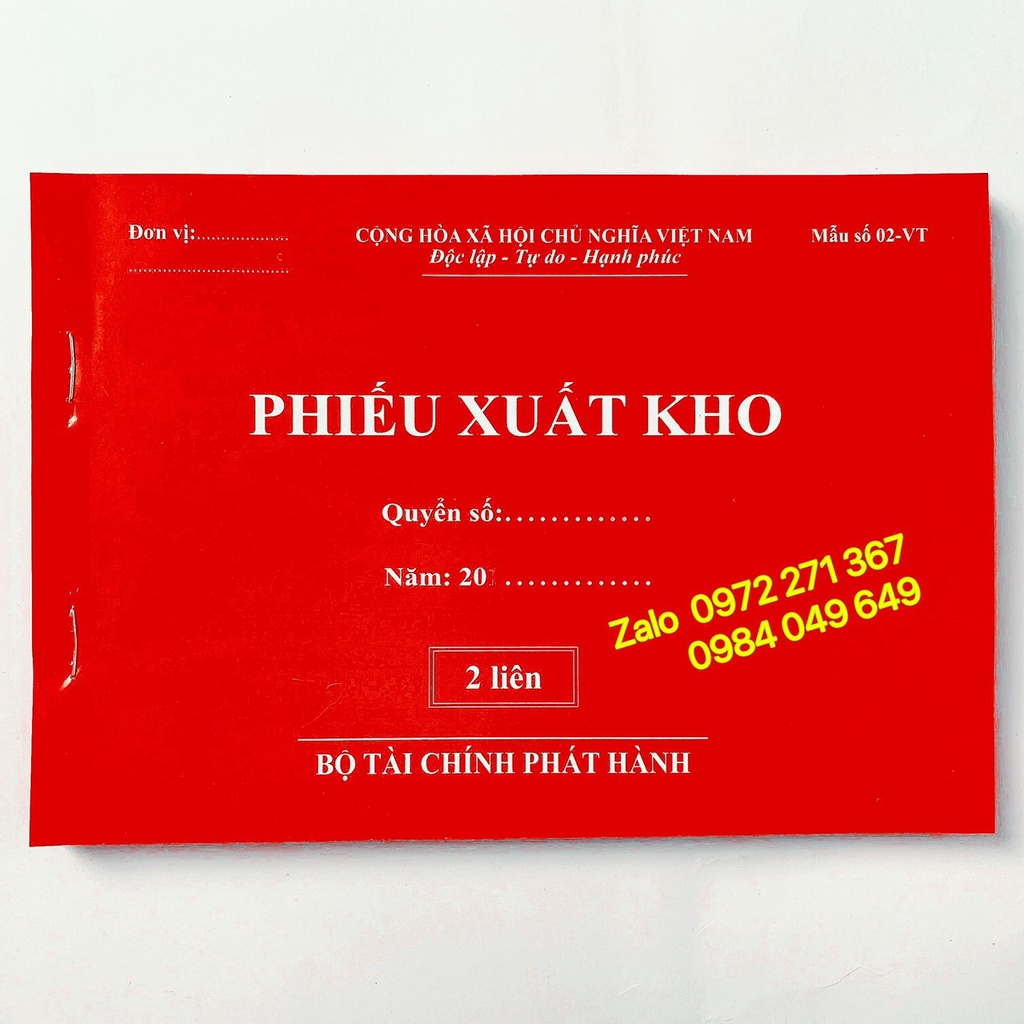 Đơn vị:...................
................................
CỘNG HÒA XÃ HỘI CHỦ NGHĨA VIỆT NAM
Độc lập - Tự do - Hạnh phúc
Mẫu số 02-VT
PHIẾU XUẤT KHO
Quyển số:.............
Năm: 20 .............
Zalo 0972 271 367
0984 049 649
2 liên
BỘ TÀI CHÍNH PHÁT HÀNH